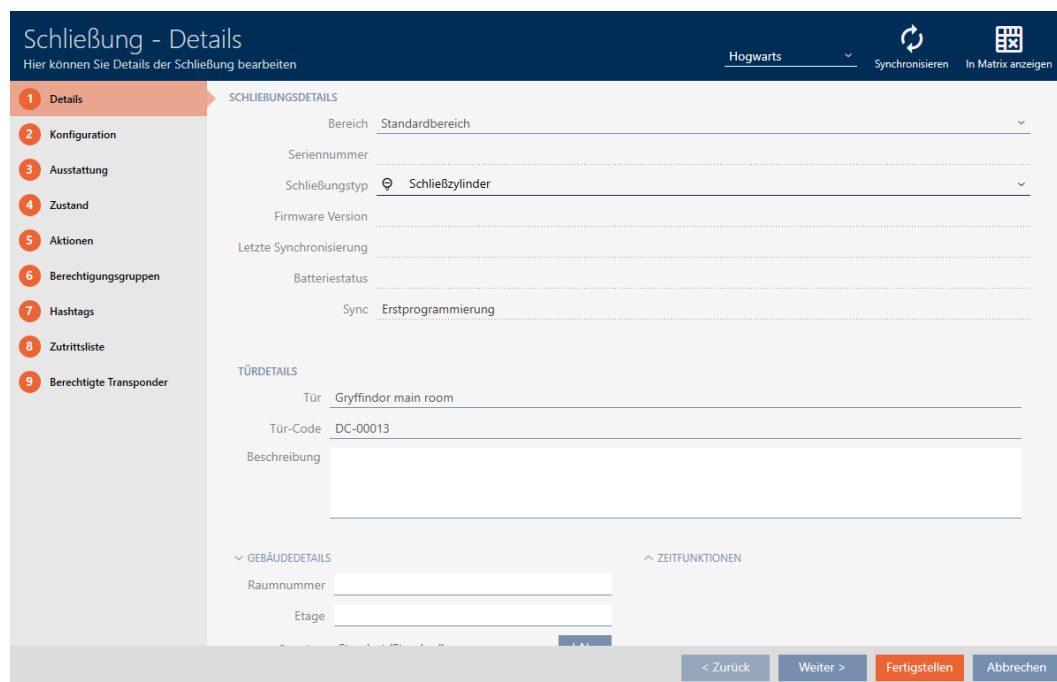 Schließung - Details
Hier können Sie Details der Schließung bearbeiten
Hogwarts
Synchronisieren
In Matrix anzeigen
1 Details
2 Konfiguration
3 Ausstattung
4 Zustand
5 Aktionen
6 Berechtigungsgruppen
7 Hashtags
8 Zutrittsliste
9 Berechtigte Transponder
SCHLIEßUNGSDETAILS
Bereich Standardbereich
Seriennummer
Schließungstyp Schließzylinder
Firmware Version
Letzte Synchronisierung
Batteriestatus
Sync Erstprogrammierung
TÜRDETAILS
Tür Gryffindor main room
Tür-Code DC-00013
Beschreibung
GEBÄUDEDETAILS
Raumnummer
Etage
ZEITFUNKTIONEN
< Zurück
Weiter >
Fertigstellen
Abbrechen